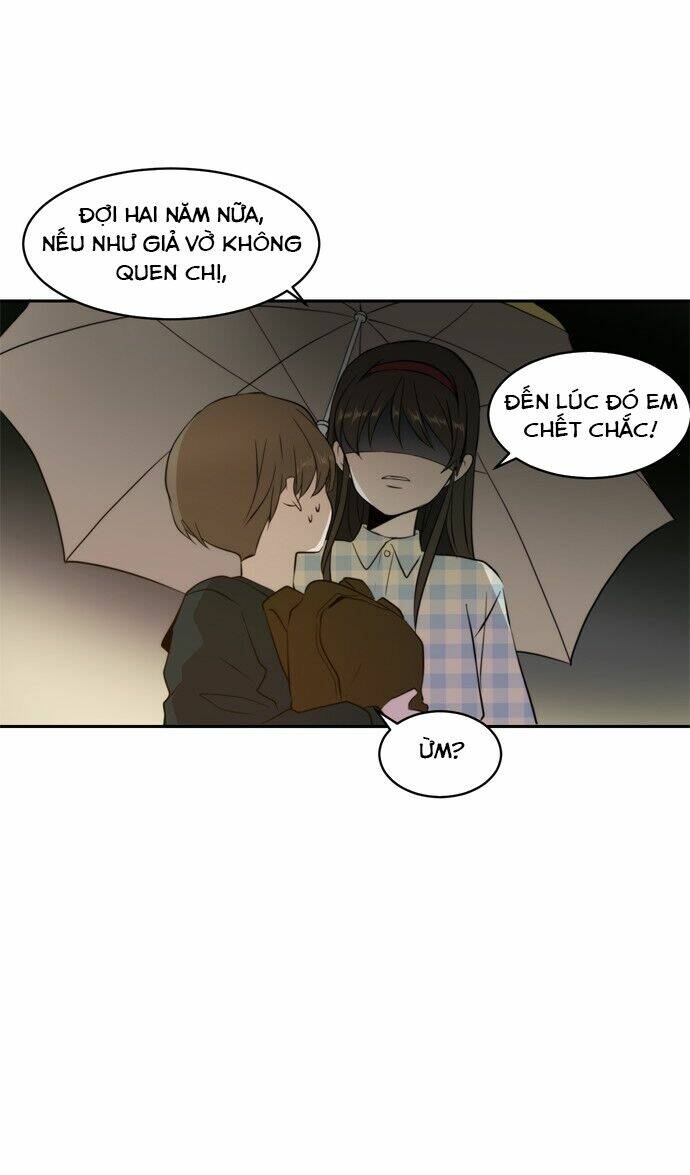 ĐỢI HAI NĂM NỮA,
NẾU NHƯ GIẢ VỜ KHÔNG
QUEN CHỊ,
ĐẾN LÚC ĐÓ EM
CHẾT CHẮC!
ỪM?